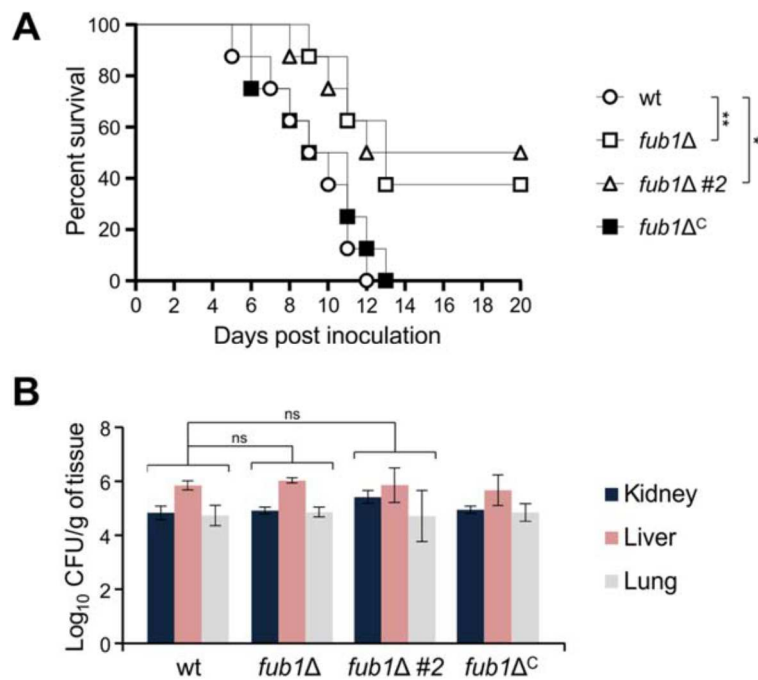 A
Percent survival
100
80
60
40
20
0
0 2 4 6 8 10 12 14 16 18 20
Days post inoculation
wt
fub1Δ
fub1Δ #2
fub1Δᶜ
**
*
B
Log₁₀ CFU/g of tissue
8
6
4
2
0
ns
ns
wt fub1Δ fub1Δ #2 fub1Δᶜ
Kidney
Liver
Lung